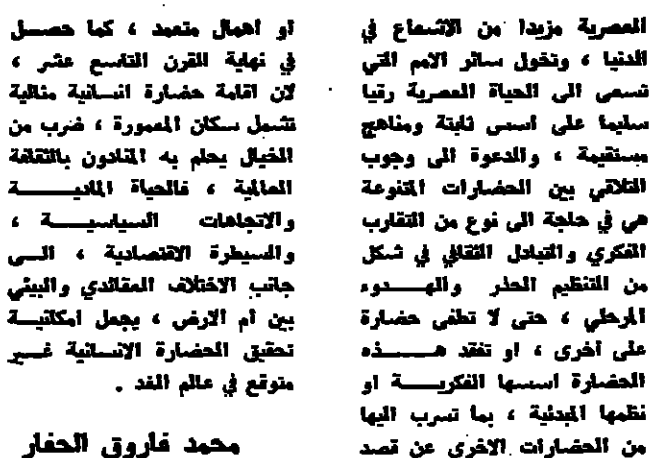 العصرية مزيدا من الاشعاع في
الدنيا ، وتخول سائر الامم التي
تسعى الى الحياة العصرية رقيا
سليما على اسس ثابتة ومناهج
مستقيمة ، والدعوة الى وجوب
التلاقي بين الحضارات المتنوعة
هي في حاجة الى نوع من التقارب
الفكري والتبادل الثقافي في شكل
من التنظيم الحذر والهدوء
المرحلي ، حتى لا تطغى حضارة
على أخرى ، او تفقد هذه
الحضارة اسسها الفكرية او
نظمها المبدئية ، بما تسرب اليها
من الحضارات الاخرى عن قصد
او اهمال متعمد ، كما حصل
في نهاية القرن التاسع عشر ،
لان اقامة حضارة انسانية مثالية
تشمل سكان المعمورة ، ضرب من
الخيال يحلم به المنادون بالثقافة
العالمية ، فالحياة المادية
والاتجاهات السياسية ،
والسيطرة الاقتصادية ، الى
جانب الاختلاف العقائدي والبيئي
بين أم الارض ، يجعل امكانية
تحقيق الحضارة الانسانية غير
متوقع في عالم الغد .
محمد فاروق الحفار